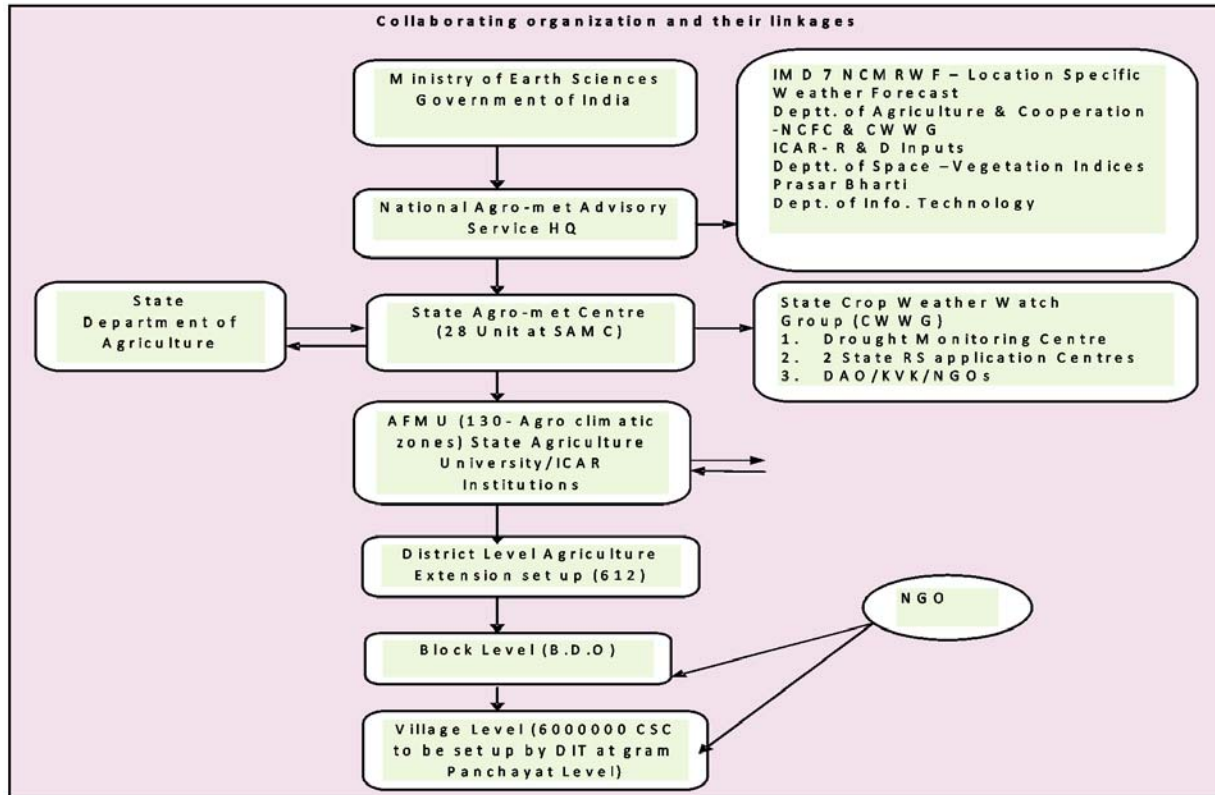 Collaborating organization and their linkages
Ministry of Earth Sciences
Government of India
IMD 7 NCMRWF – Location Specific
Weather Forecast
Deptt. of Agriculture & Cooperation
-NCFC & CWWG
ICAR- R & D Inputs
Deptt. of Space – Vegetation Indices
Prasar Bharti
Dept. of Info. Technology
National Agro-met Advisory
Service HQ
State
Department of
Agriculture
State Agro-met Centre
(28 Unit at SAMC)
State Crop Weather Watch
Group (CWWG)
1. Drought Monitoring Centre
2. 2 State RS application Centres
3. DAO/KVK/NGOs
AFMU (130- Agro climatic
zones) State Agriculture
University/ICAR
Institutions
District Level Agriculture
Extension set up (612)
NGO
Block Level (B.D.O)
Village Level (6000000 CSC
to be set up by DIT at gram
Panchayat Level)